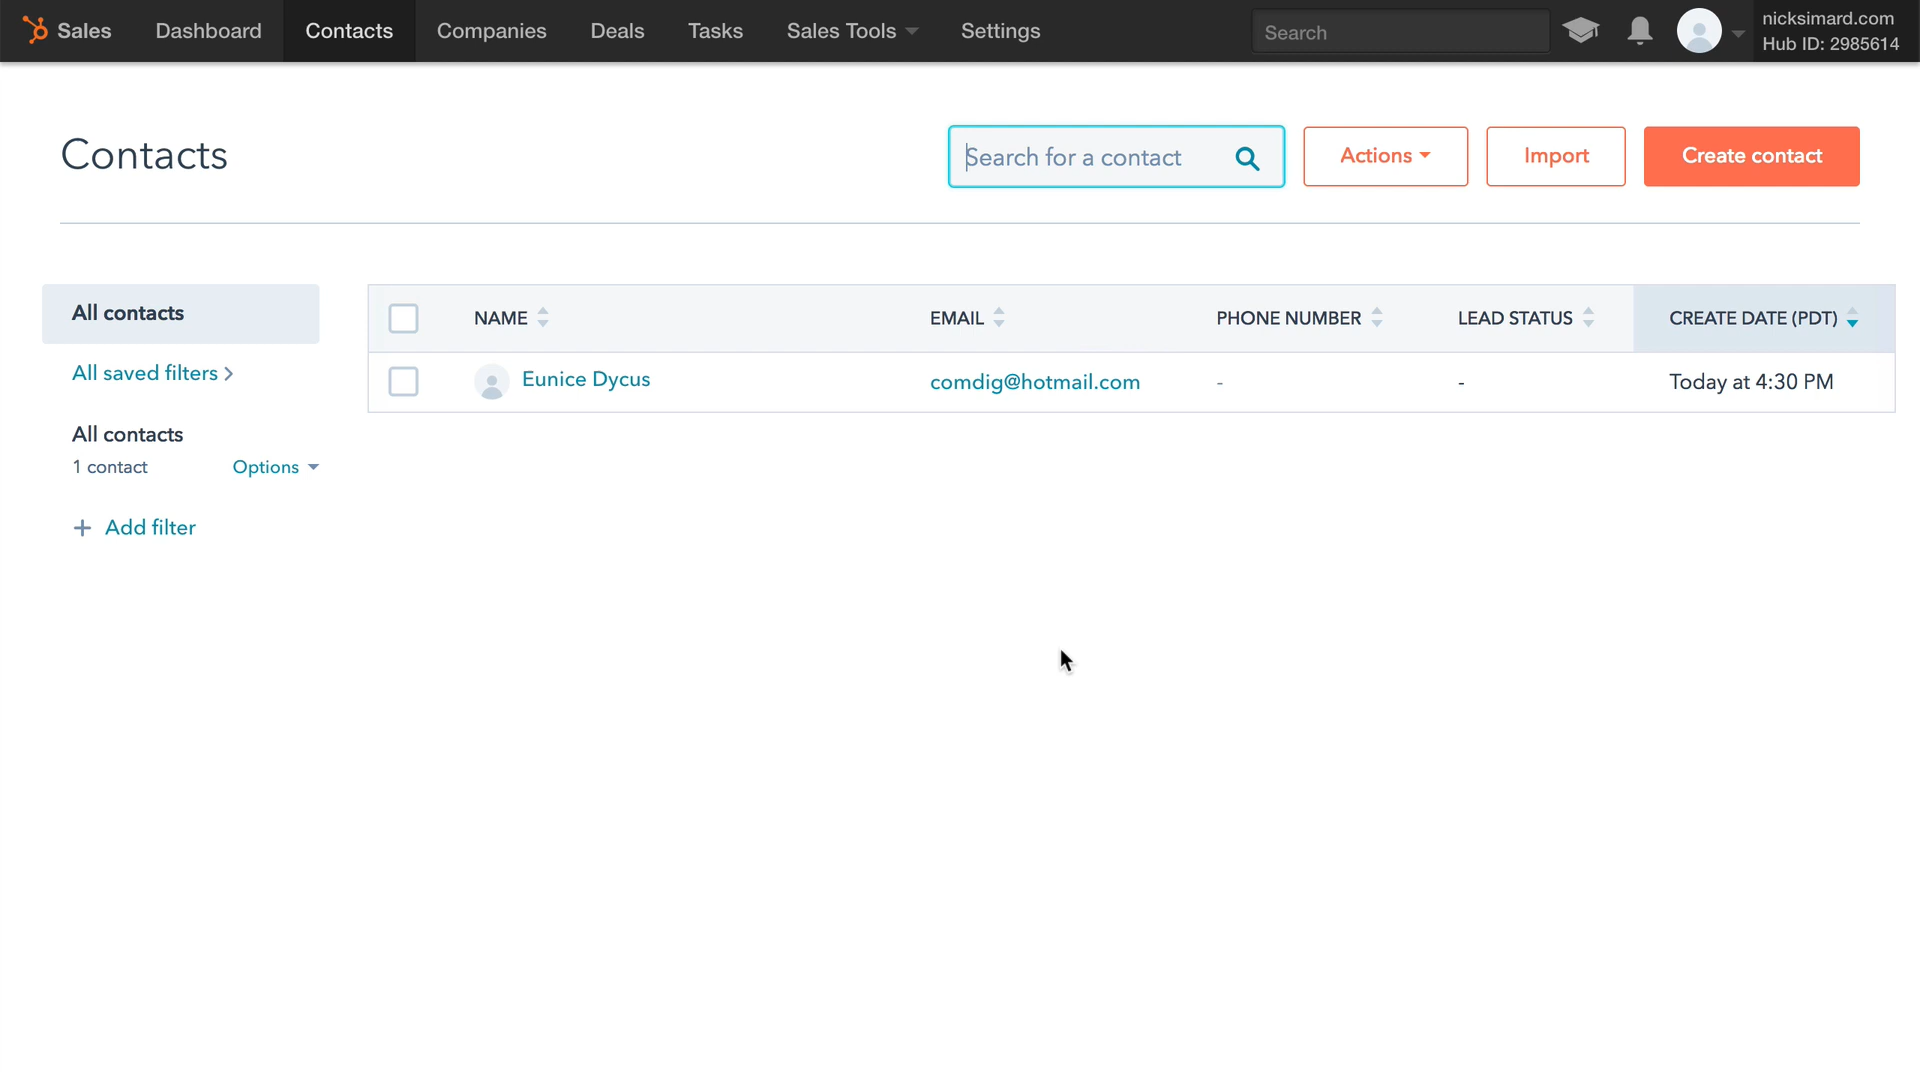 Sales Dashboard Contacts Companies Deals Tasks Sales Tools Settings Search nicksimard.com
Hub ID: 2985614
Contacts Search for a contact Actions Import Create contact
All contacts
All saved filters
All contacts
1 contact Options
+ Add filter
NAME EMAIL PHONE NUMBER LEAD STATUS CREATE DATE (PDT)
Eunice Dycus comdig@hotmail.com - - Today at 4:30 PM